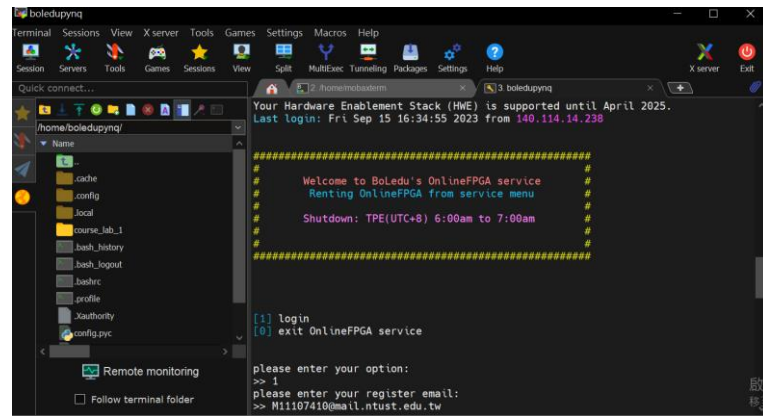 boledupynq
Terminal Sessions View X server Tools Games Settings Macros Help
Session Servers Tools Games Sessions View Split MultiExec Tunneling Packages Settings Help X server Exit
Quick connect...
2. /home/mobaxterm
3. boledupynq
/home/boledupynq/
Name
..
.cache
.config
.local
course_lab_1
.bash_history
.bash_logout
.bashrc
.profile
.Xauthority
config.pyc
Remote monitoring
Follow terminal folder
Your Hardware Enablement Stack (HWE) is supported until April 2025.
Last login: Fri Sep 15 16:34:55 2023 from 140.114.14.238
######################################################
# #
# Welcome to BoLedu's OnlineFPGA service #
# Renting OnlineFPGA from service menu #
# #
# Shutdown: TPE(UTC+8) 6:00am to 7:00am #
# #
# #
######################################################
[1] login
[0] exit OnlineFPGA service
please enter your option:
>> 1
please enter your register email:
>> M11107410@mail.ntust.edu.tw
啟
移